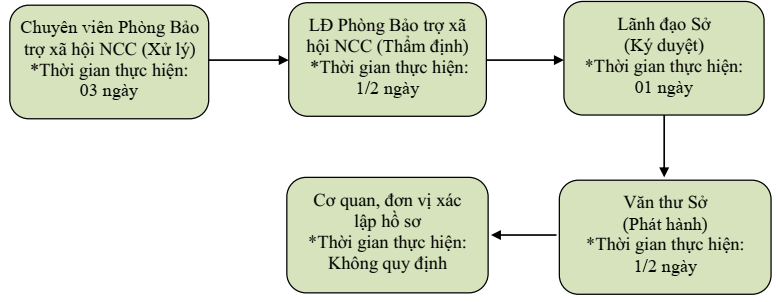 Chuyên viên Phòng Bảo
trợ xã hội NCC (Xử lý)
*Thời gian thực hiện:
03 ngày
LĐ Phòng Bảo trợ xã
hội NCC (Thẩm định)
*Thời gian thực hiện:
1/2 ngày
Lãnh đạo Sở
(Ký duyệt)
*Thời gian thực hiện:
01 ngày
Văn thư Sở
(Phát hành)
*Thời gian thực hiện:
1/2 ngày
Cơ quan, đơn vị xác
lập hồ sơ
*Thời gian thực hiện:
Không quy định